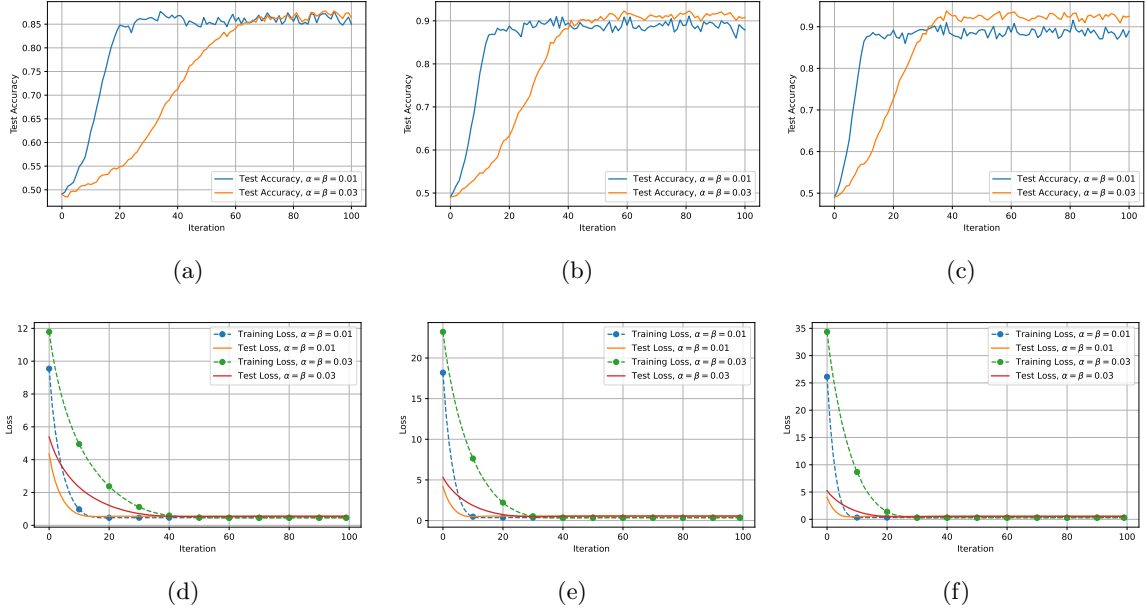 0.85
0.80
0.75
0.70
0.65
0.60
0.55
0.50
Test Accuracy
Test Accuracy, α = β = 0.01
Test Accuracy, α = β = 0.03
0 20 40 60 80 100
Iteration
(a)
0.9
0.8
0.7
0.6
0.5
Test Accuracy
Test Accuracy, α = β = 0.01
Test Accuracy, α = β = 0.03
0 20 40 60 80 100
Iteration
(b)
0.9
0.8
0.7
0.6
0.5
Test Accuracy
Test Accuracy, α = β = 0.01
Test Accuracy, α = β = 0.03
0 20 40 60 80 100
Iteration
(c)
12
10
8
6
4
2
0
Loss
Training Loss, α = β = 0.01
Test Loss, α = β = 0.01
Training Loss, α = β = 0.03
Test Loss, α = β = 0.03
0 20 40 60 80 100
Iteration
(d)
20
15
10
5
0
Loss
Training Loss, α = β = 0.01
Test Loss, α = β = 0.01
Training Loss, α = β = 0.03
Test Loss, α = β = 0.03
0 20 40 60 80 100
Iteration
(e)
35
30
25
20
15
10
5
0
Loss
Training Loss, α = β = 0.01
Test Loss, α = β = 0.01
Training Loss, α = β = 0.03
Test Loss, α = β = 0.03
0 20 40 60 80 100
Iteration
(f)